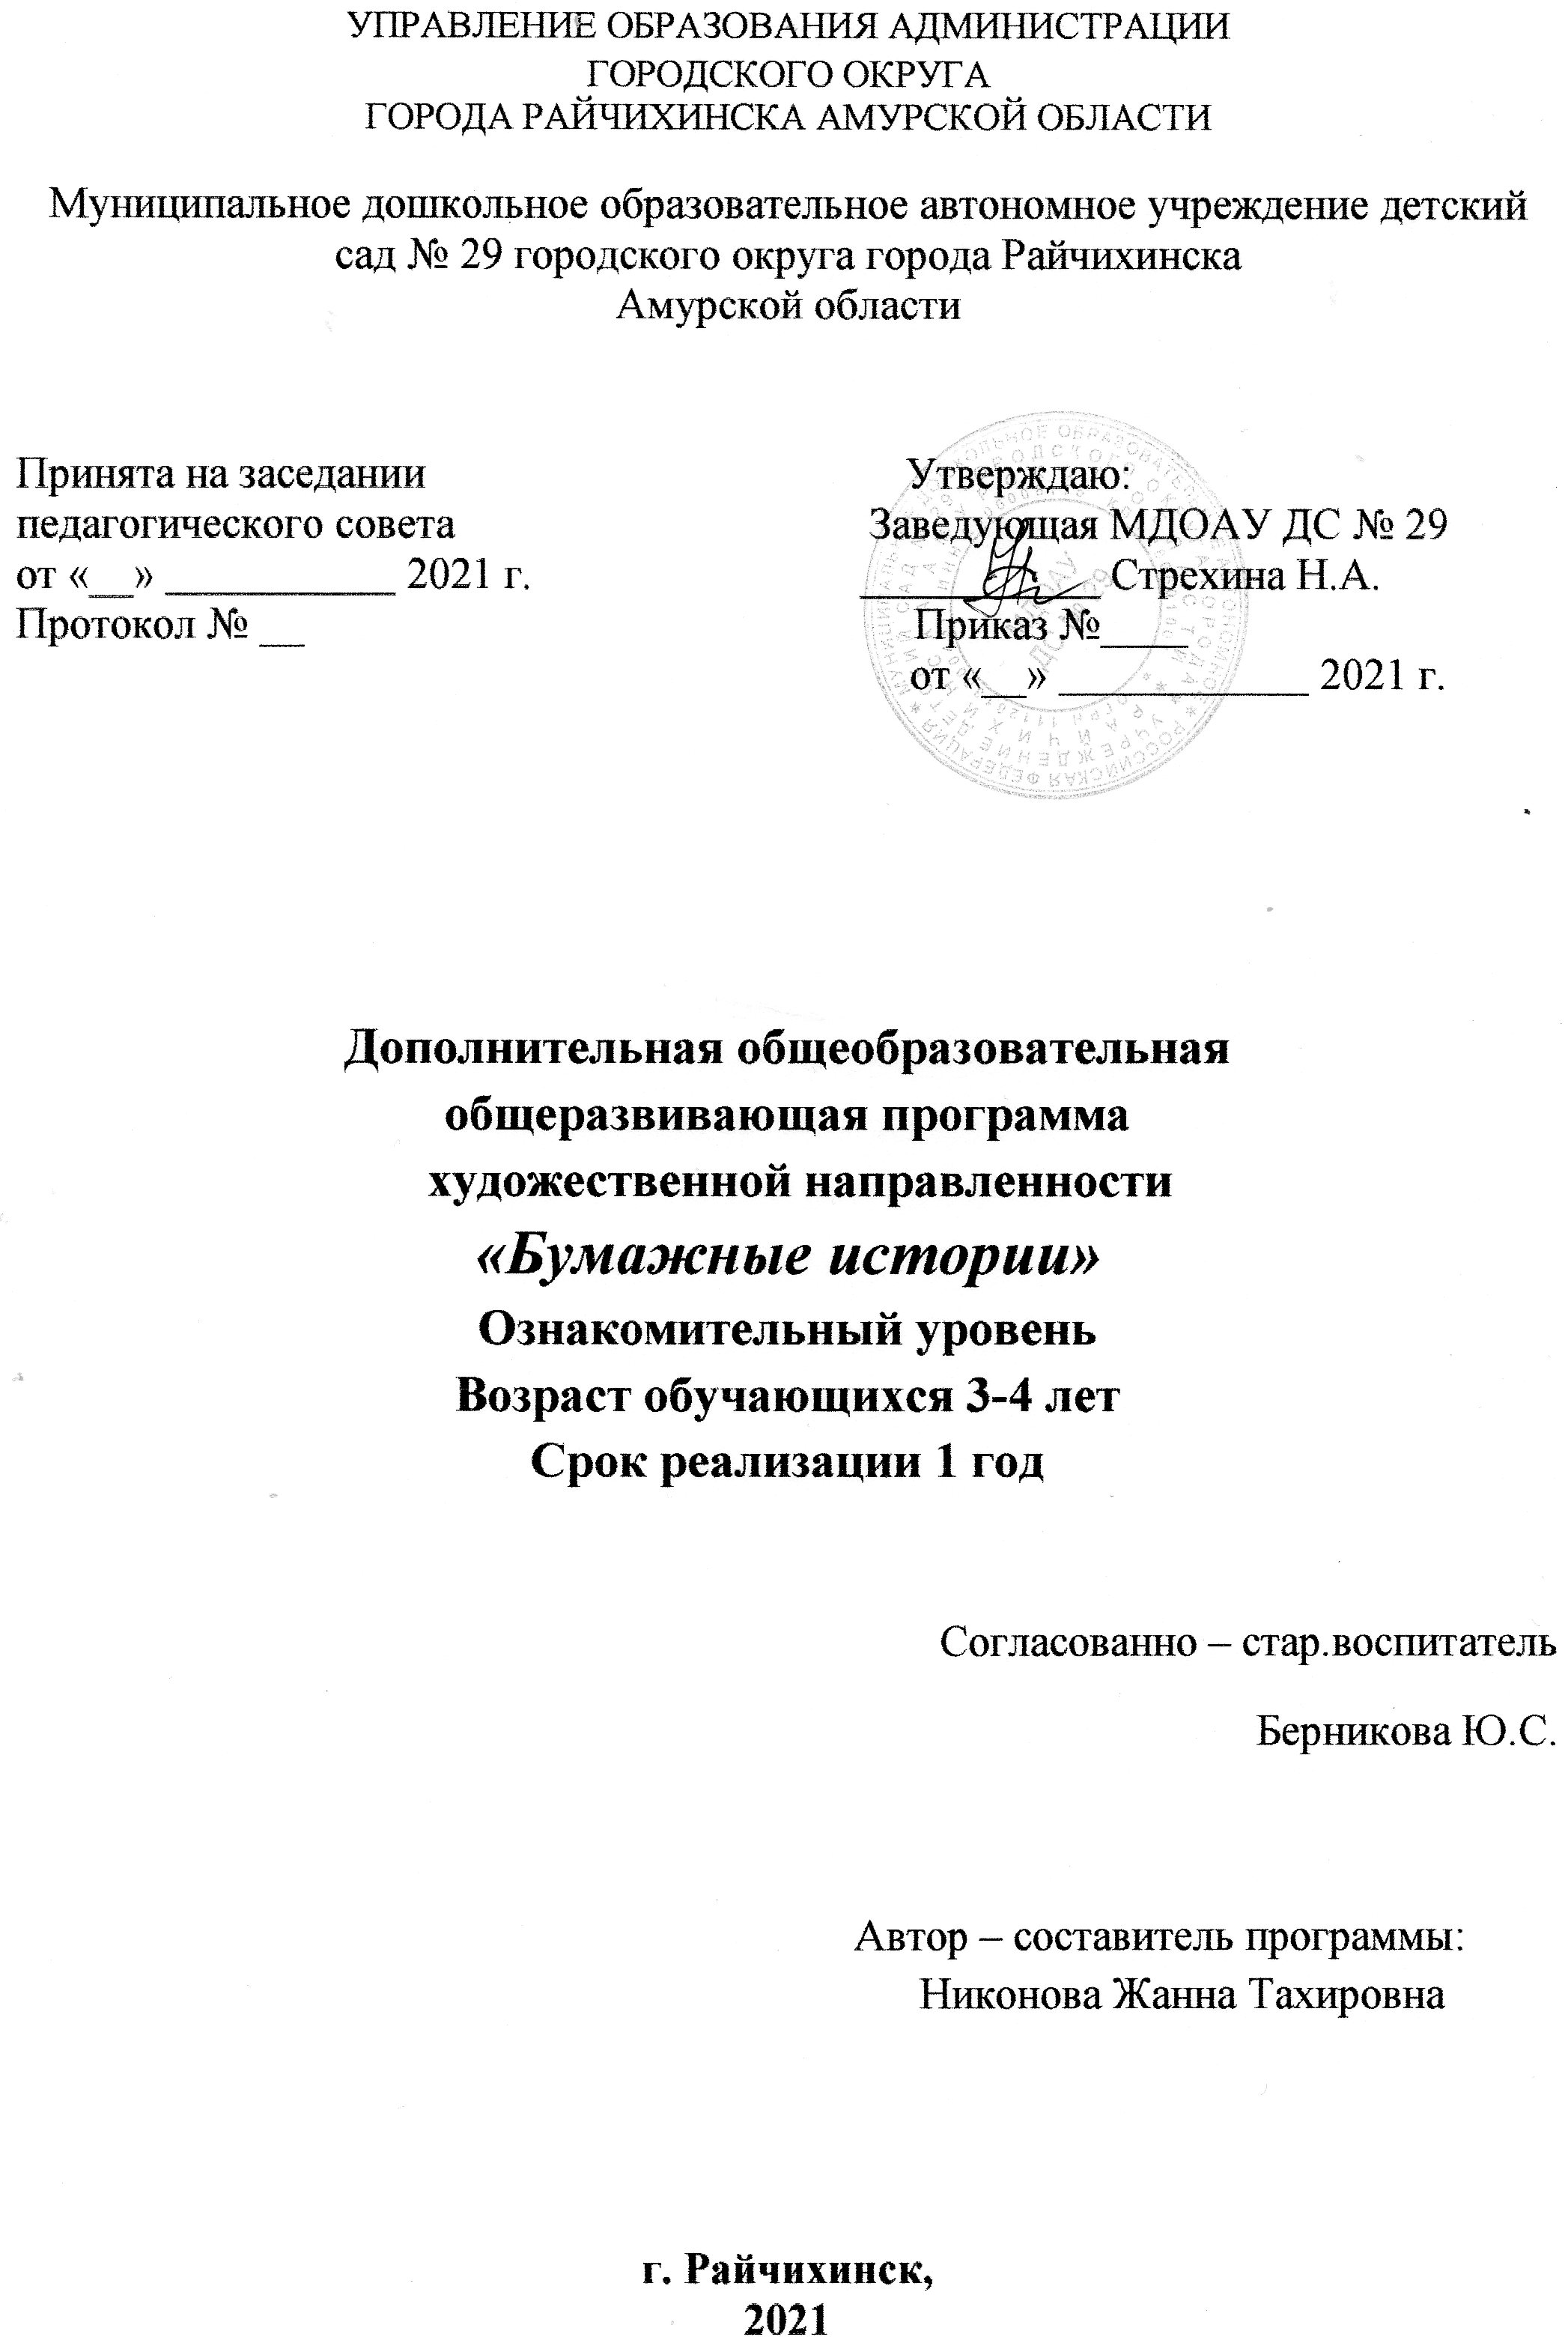 УПРАВЛЕНИЕ ОБРАЗОВАНИЯ АДМИНИСТРАЦИИ
ГОРОДСКОГО ОКРУГА
ГОРОДА РАЙЧИХИНСКА АМУРСКОЙ ОБЛАСТИ
Муниципальное дошкольное образовательное автономное учреждение детский
сад № 29 городского округа города Райчихинска
Амурской области
Принята на заседании
педагогического совета
от «__» ___________ 2021 г.
Протокол № __
Утверждаю:
Заведующая МДОАУ ДС № 29
___________ Стрехина Н.А.
Приказ №____
от «__» ____________ 2021 г.
Дополнительная общеобразовательная
общеразвивающая программа
художественной направленности
«Бумажные истории»
Ознакомительный уровень
Возраст обучающихся 3-4 лет
Срок реализации 1 год
Согласованно – стар.воспитатель
Берникова Ю.С.
Автор – составитель программы:
Никонова Жанна Тахировна
г. Райчихинск,
2021